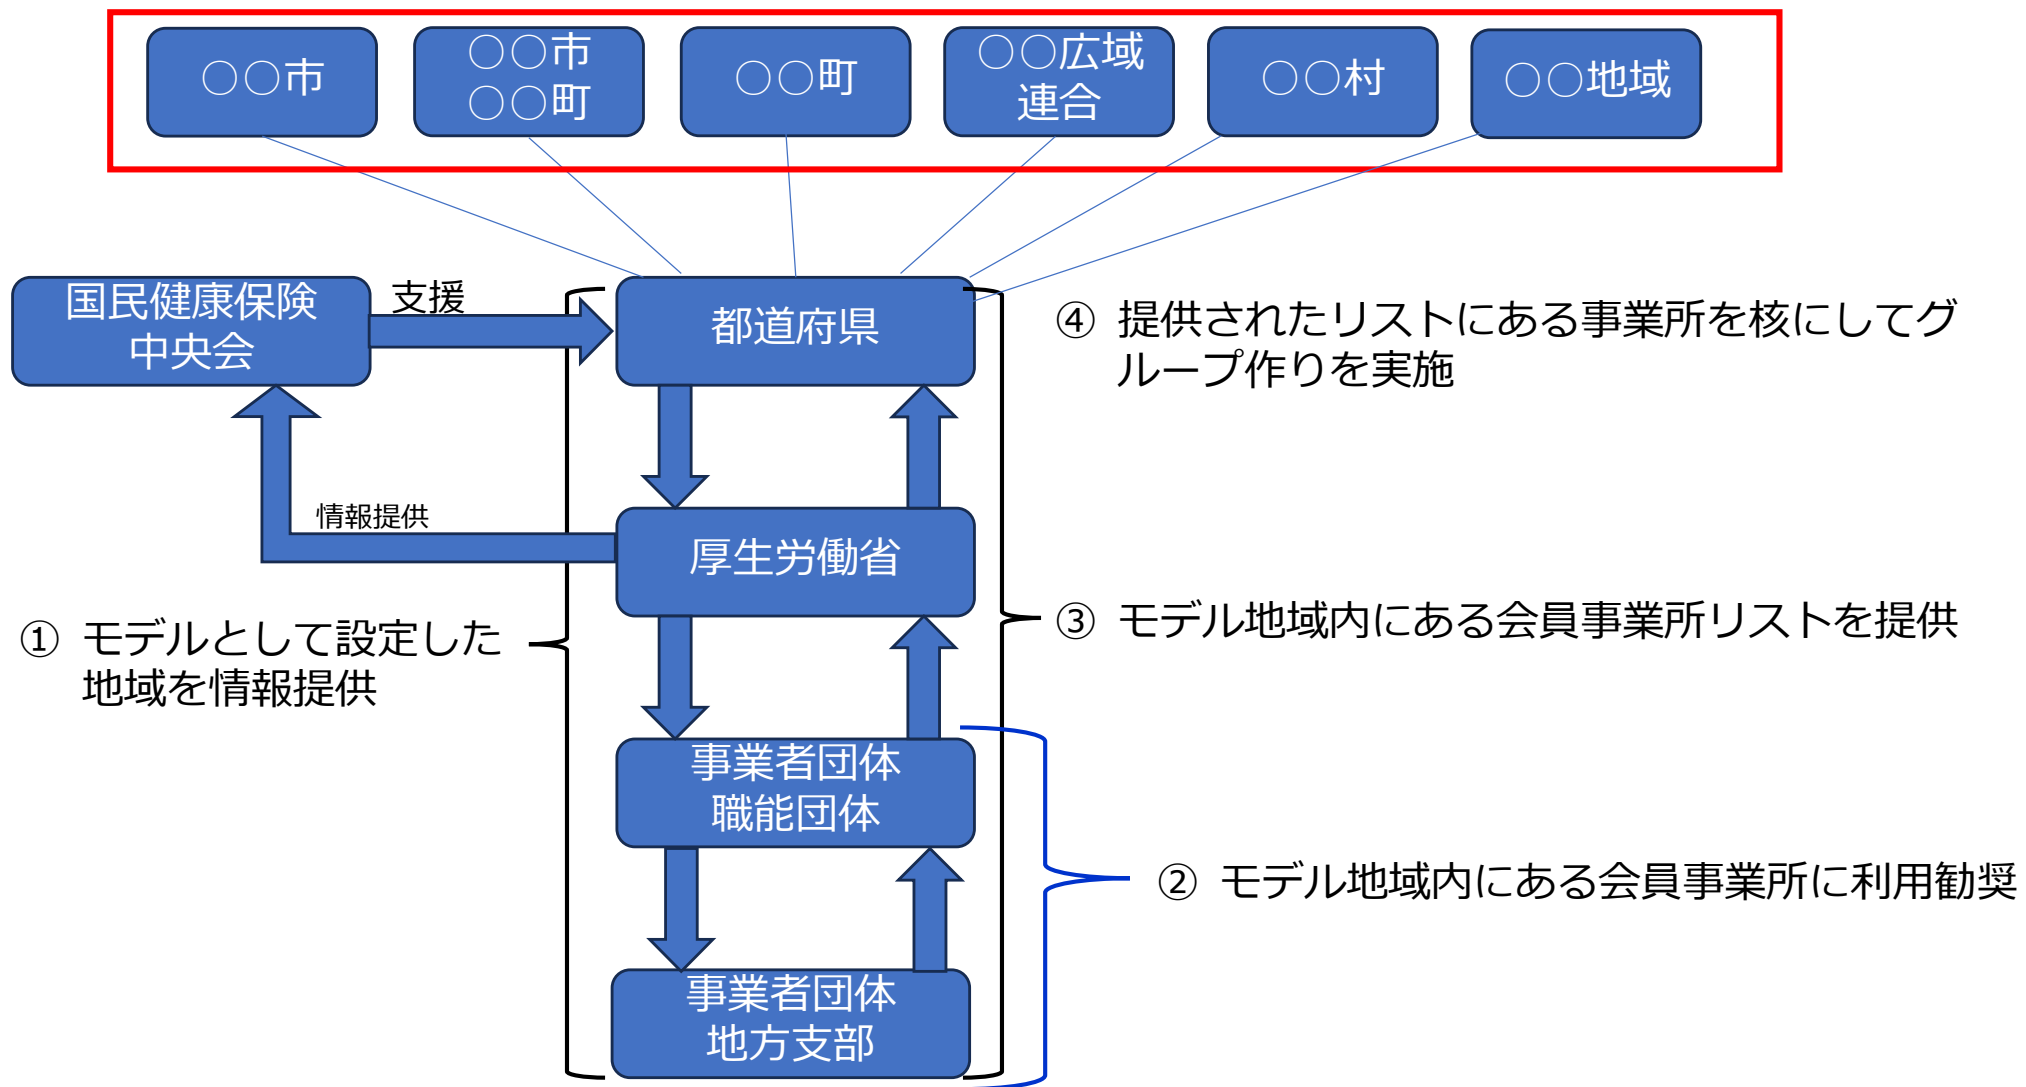 ○○市
○○市
○○町
○○町
○○広域
連合
○○村
○○地域
国民健康保険
中央会
支援
都道府県
④ 提供されたリストにある事業所を核にしてグ
ループ作りを実施
情報提供
厚生労働省
① モデルとして設定した
地域を情報提供
③ モデル地域内にある会員事業所リストを提供
事業者団体
職能団体
② モデル地域内にある会員事業所に利用勧奨
事業者団体
地方支部